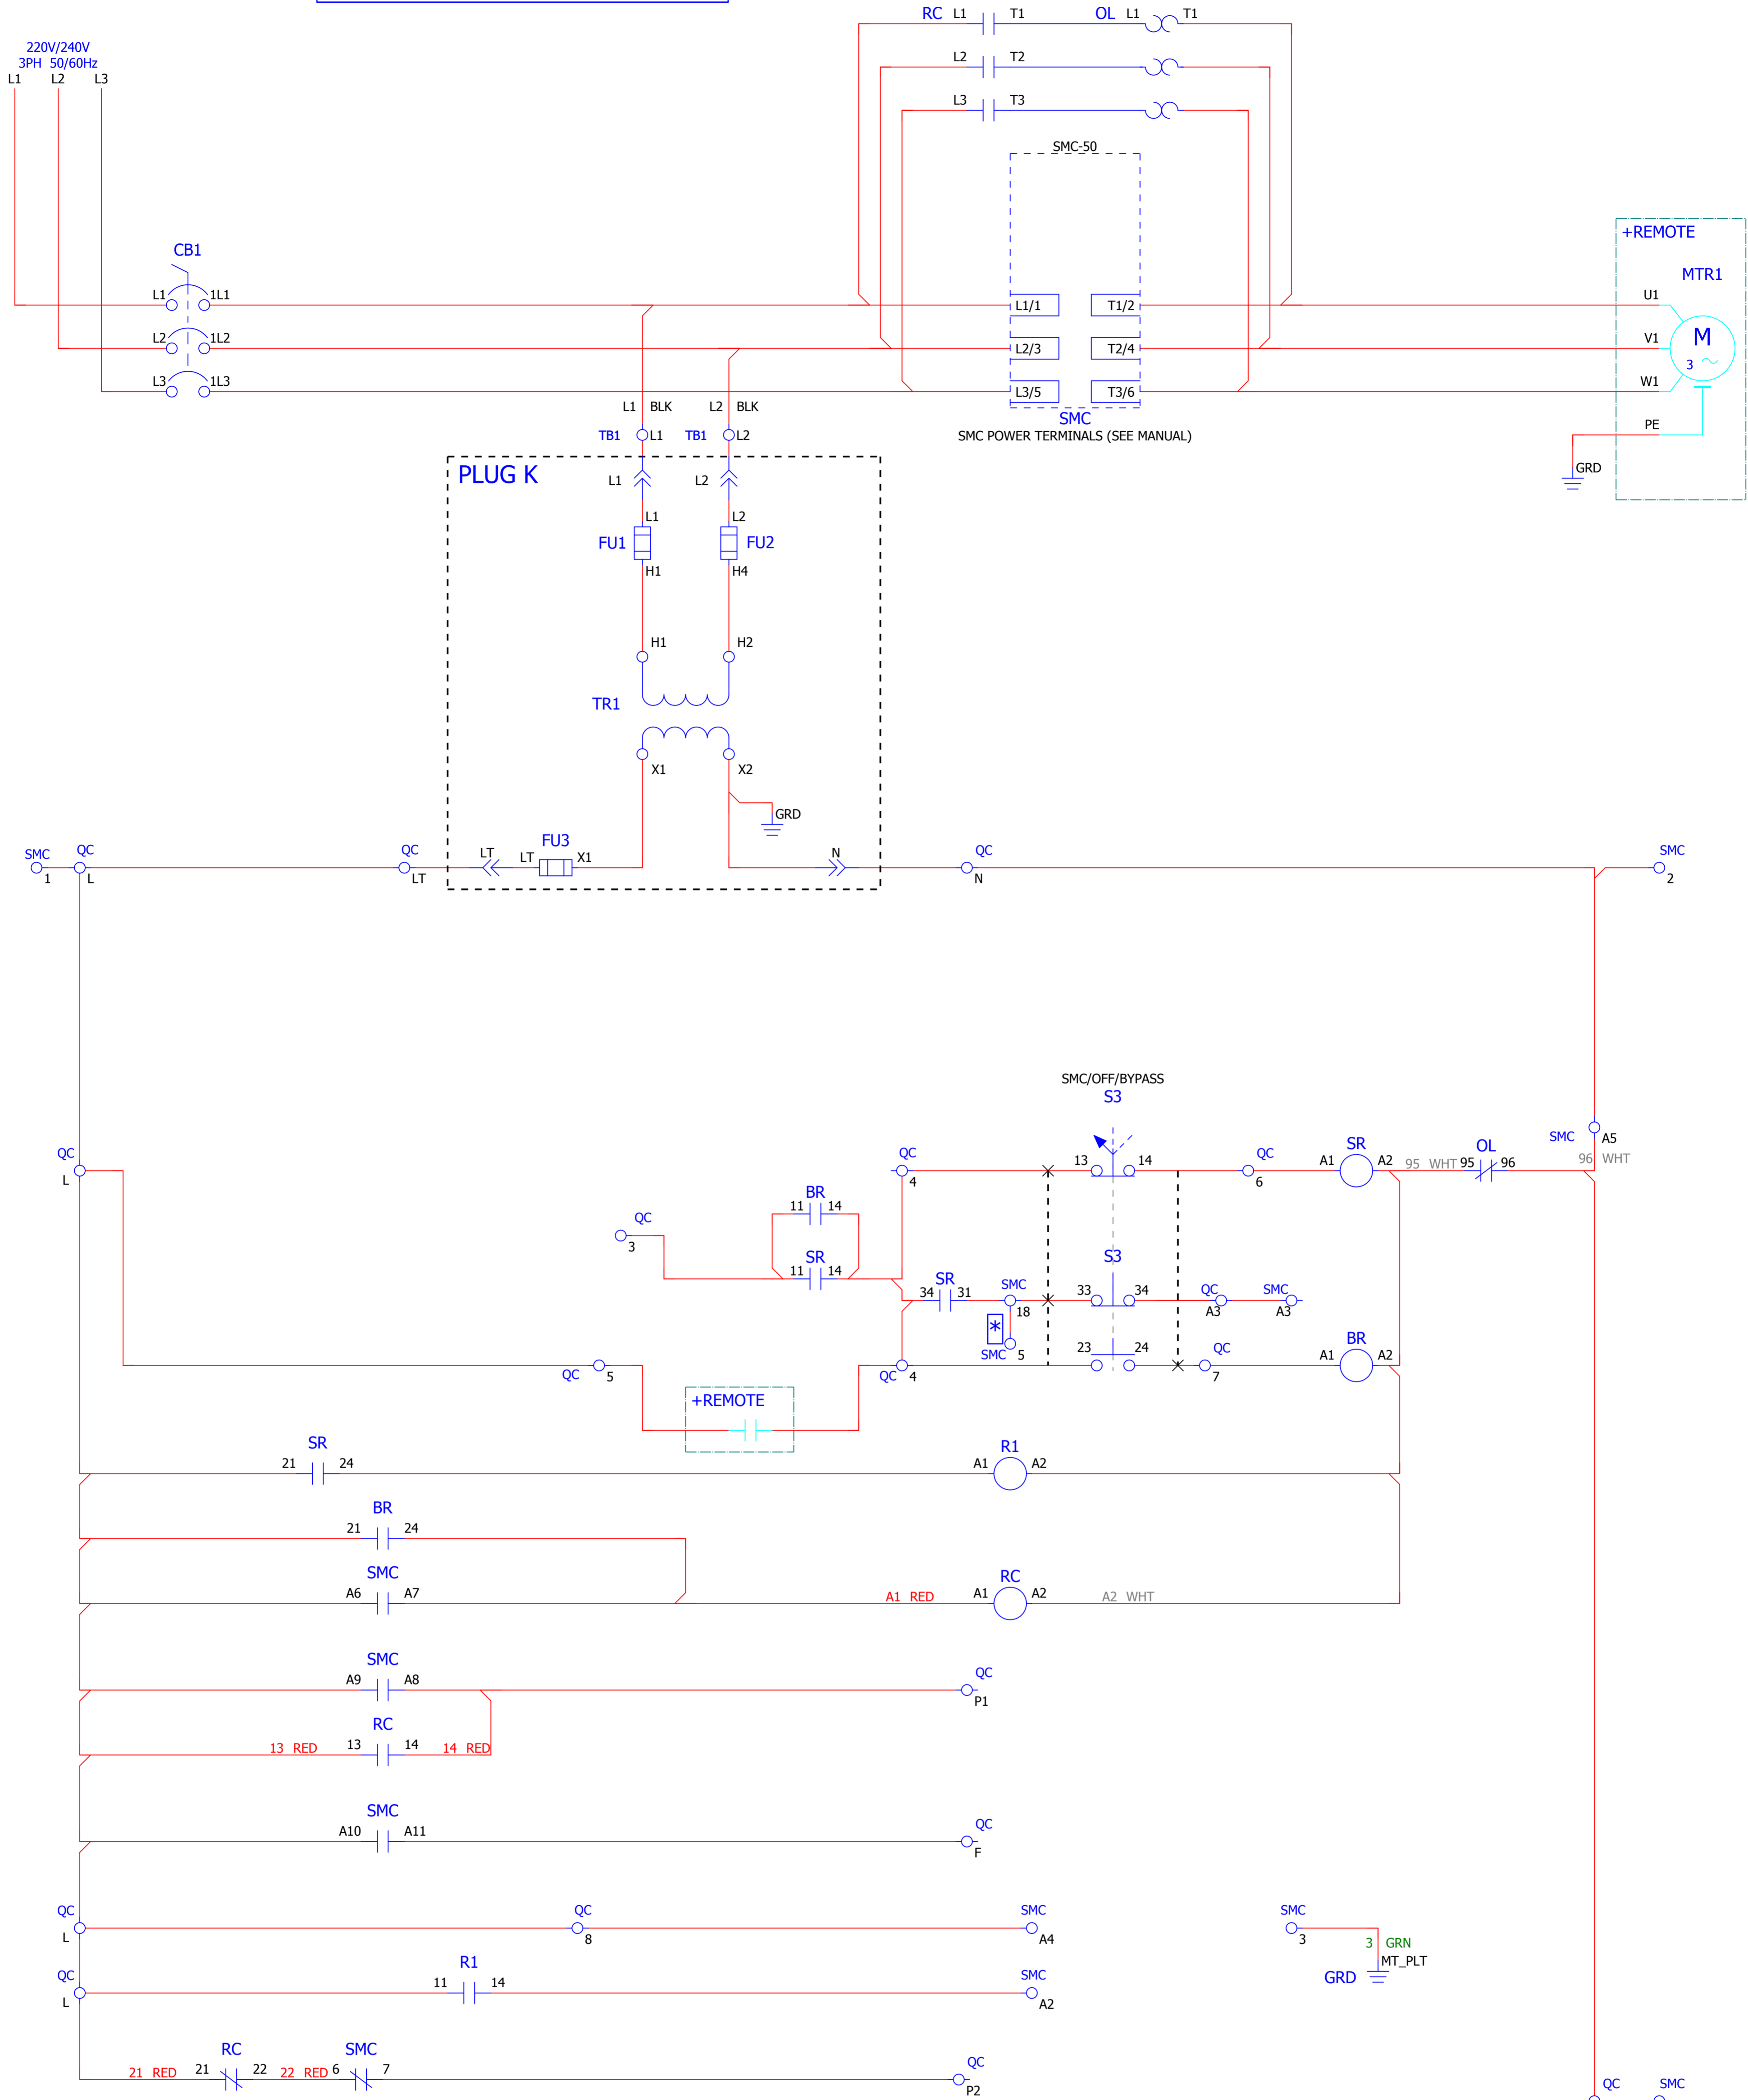 RC L1 T1 OL L1 T1
220V/240V
3PH 50/60Hz
L1 L2 L3
L2 T2
L3 T3
SMC-50
+REMOTE
MTR1
CB1
L1 1L1 L1/1 T1/2 U1
L2 1L2 L2/3 T2/4 V1 M
3
L3 1L3 L3/5 T3/6 W1
L1 BLK L2 BLK
SMC
TB1 L1 TB1 L2
SMC POWER TERMINALS (SEE MANUAL)
PE
GRD
PLUG K
L1 L2
L1 L2
FU1 FU2
H1 H4
H1 H2
TR1
X1 X2
GRD
FU3
SMC QC QC LT LT X1 N QC SMC
1 L LT N 2
SMC/OFF/BYPASS
S3
SMC A5
QC QC 13 14 QC SR OL
A1 A2 95 WHT 95 96 96 WHT
L 4 6
BR
11 14
QC
3
SR S3
11 14
SR SMC
34 31 33 34 QC SMC
18 A3 A3
*
SMC 5 23 24 QC BR
A1 A2
QC 5 QC 4 7
+REMOTE
SR R1
21 24 A1 A2
BR
21 24
SMC RC
A6 A7 A1 RED A1 A2 A2 WHT
SMC
A9 A8 QC
P1
RC
13 RED 13 14 14 RED
SMC
A10 A11 QC
F
QC QC SMC SMC
L 8 A4 3
3 GRN
MT_PLT
GRD
QC R1 SMC
11 14
L A2
RC SMC
21 RED 21 22 22 RED 6 7 QC
P2
QC SMC